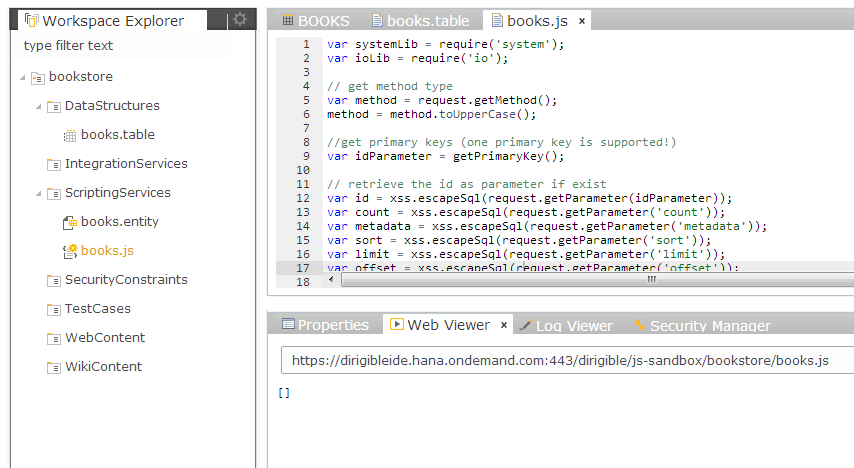 Workspace Explorer
type filter text
bookstore
DataStructures
books.table
IntegrationServices
ScriptingServices
books.entity
books.js
SecurityConstraints
TestCases
WebContent
WikiContent
BOOKS books.table books.js x
1 var systemLib = require('system');
2 var ioLib = require('io');
3
4 // get method type
5 var method = request.getMethod();
6 method = method.toUpperCase();
7
8 //get primary keys (one primary key is supported!)
9 var idParameter = getPrimaryKey();
10
11 // retrieve the id as parameter if exist
12 var id = xss.escapeSql(request.getParameter(idParameter));
13 var count = xss.escapeSql(request.getParameter('count'));
14 var metadata = xss.escapeSql(request.getParameter('metadata'));
15 var sort = xss.escapeSql(request.getParameter('sort'));
16 var limit = xss.escapeSql(request.getParameter('limit'));
17 var offset = xss.escapeSql(request.getParameter('offset'));
18
Properties Web Viewer x Log Viewer Security Manager
https://dirigibleide.hana.ondemand.com:443/dirigible/js-sandbox/bookstore/books.js
[]